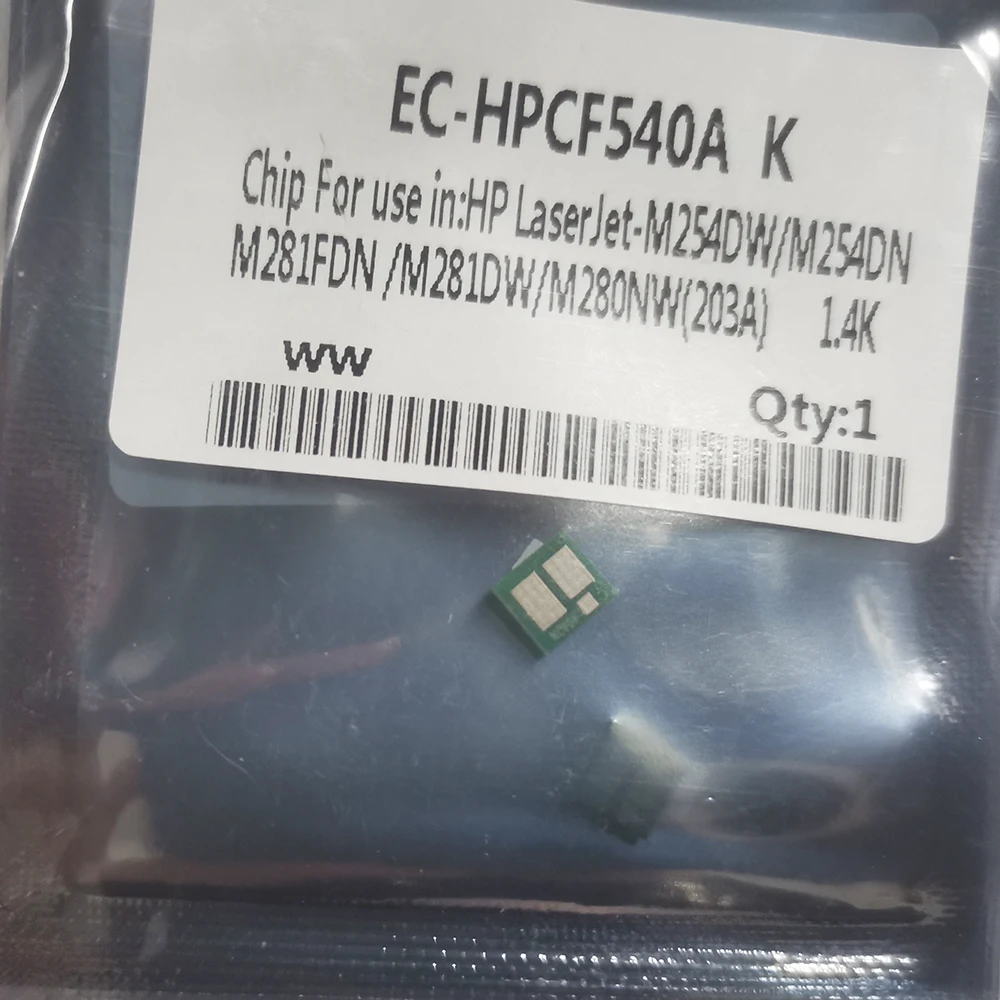 EC-HPCF540A K
Chip For use in:HP LaserJet-M254DW/M254DN
M281FDN /M281DW/M280NW(203A) 1.4K
WW
Qty:1